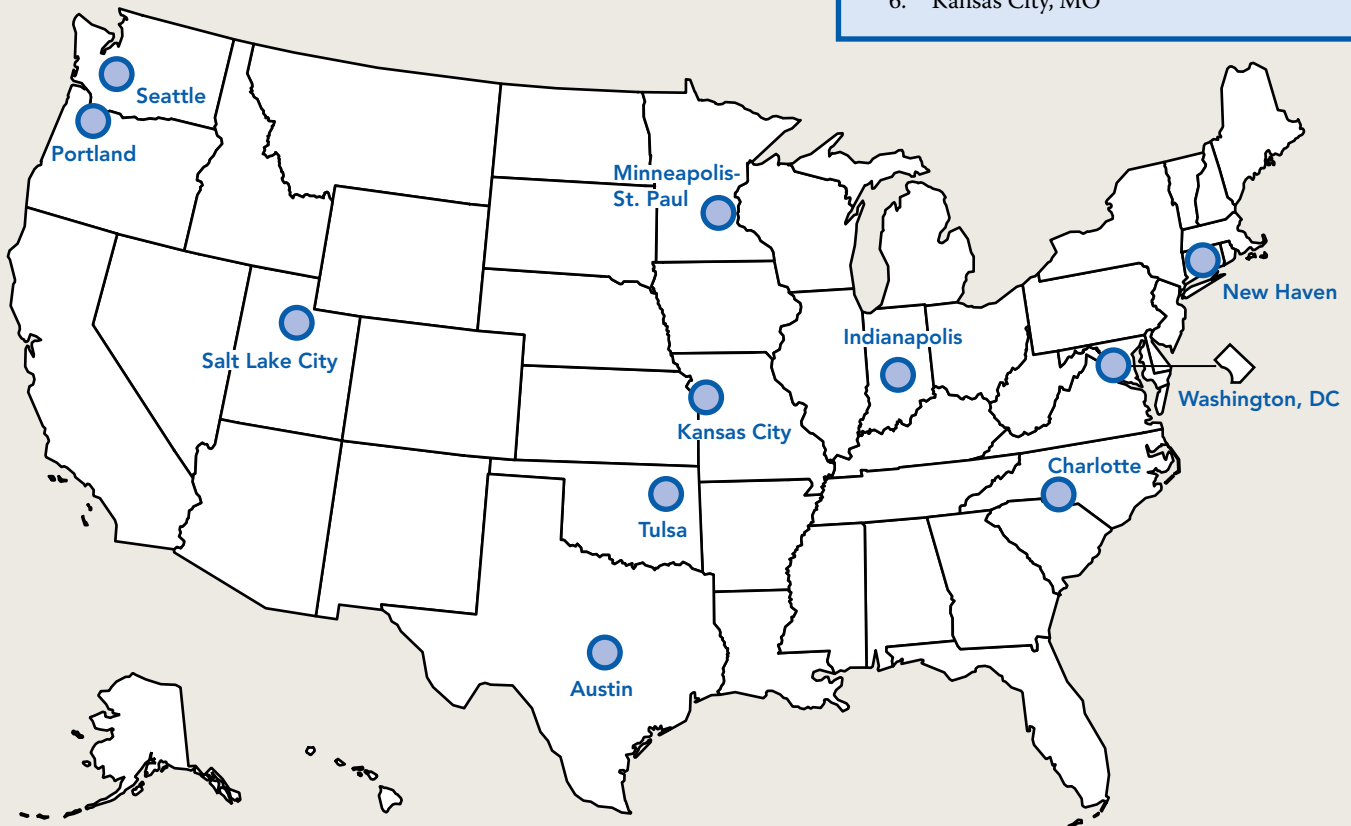 6. Kansas City, MO
Seattle
Portland
Minneapolis-
St. Paul
New Haven
Indianapolis
Salt Lake City
Washington, DC
Kansas City
Charlotte
Tulsa
Austin